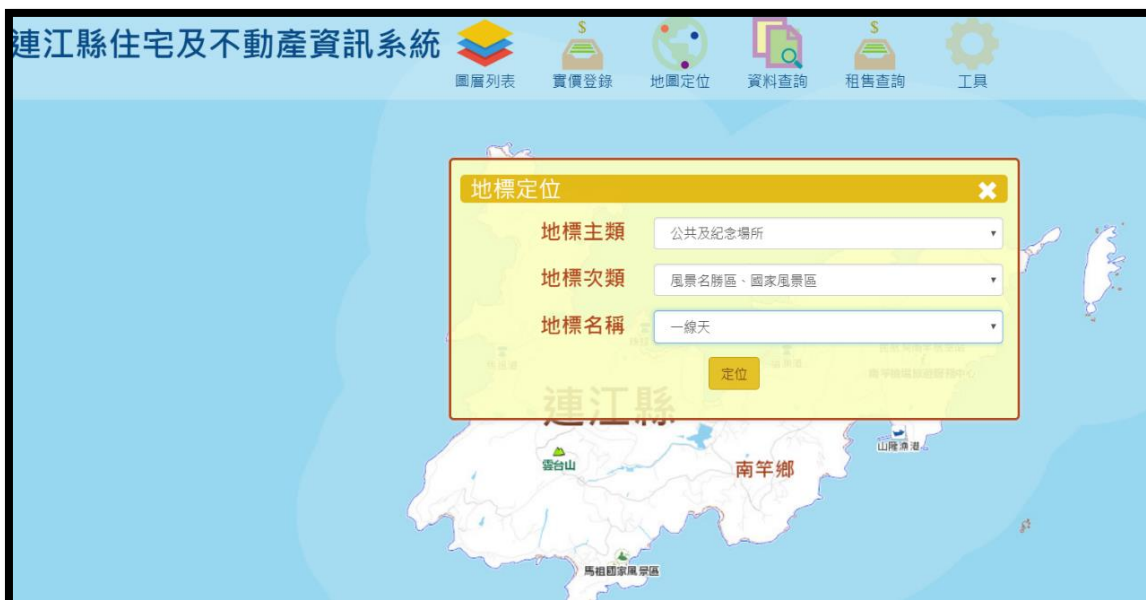 連江縣住宅及不動產資訊系統
圖層列表
實價登錄
地圖定位
資料查詢
租售查詢
工具
地標定位
地標主類
公共及紀念場所
地標次類
風景名勝區、國家風景區
地標名稱
一線天
定位
連江縣
山隴漁港
雲台山
南竿鄉
馬祖國家風景區